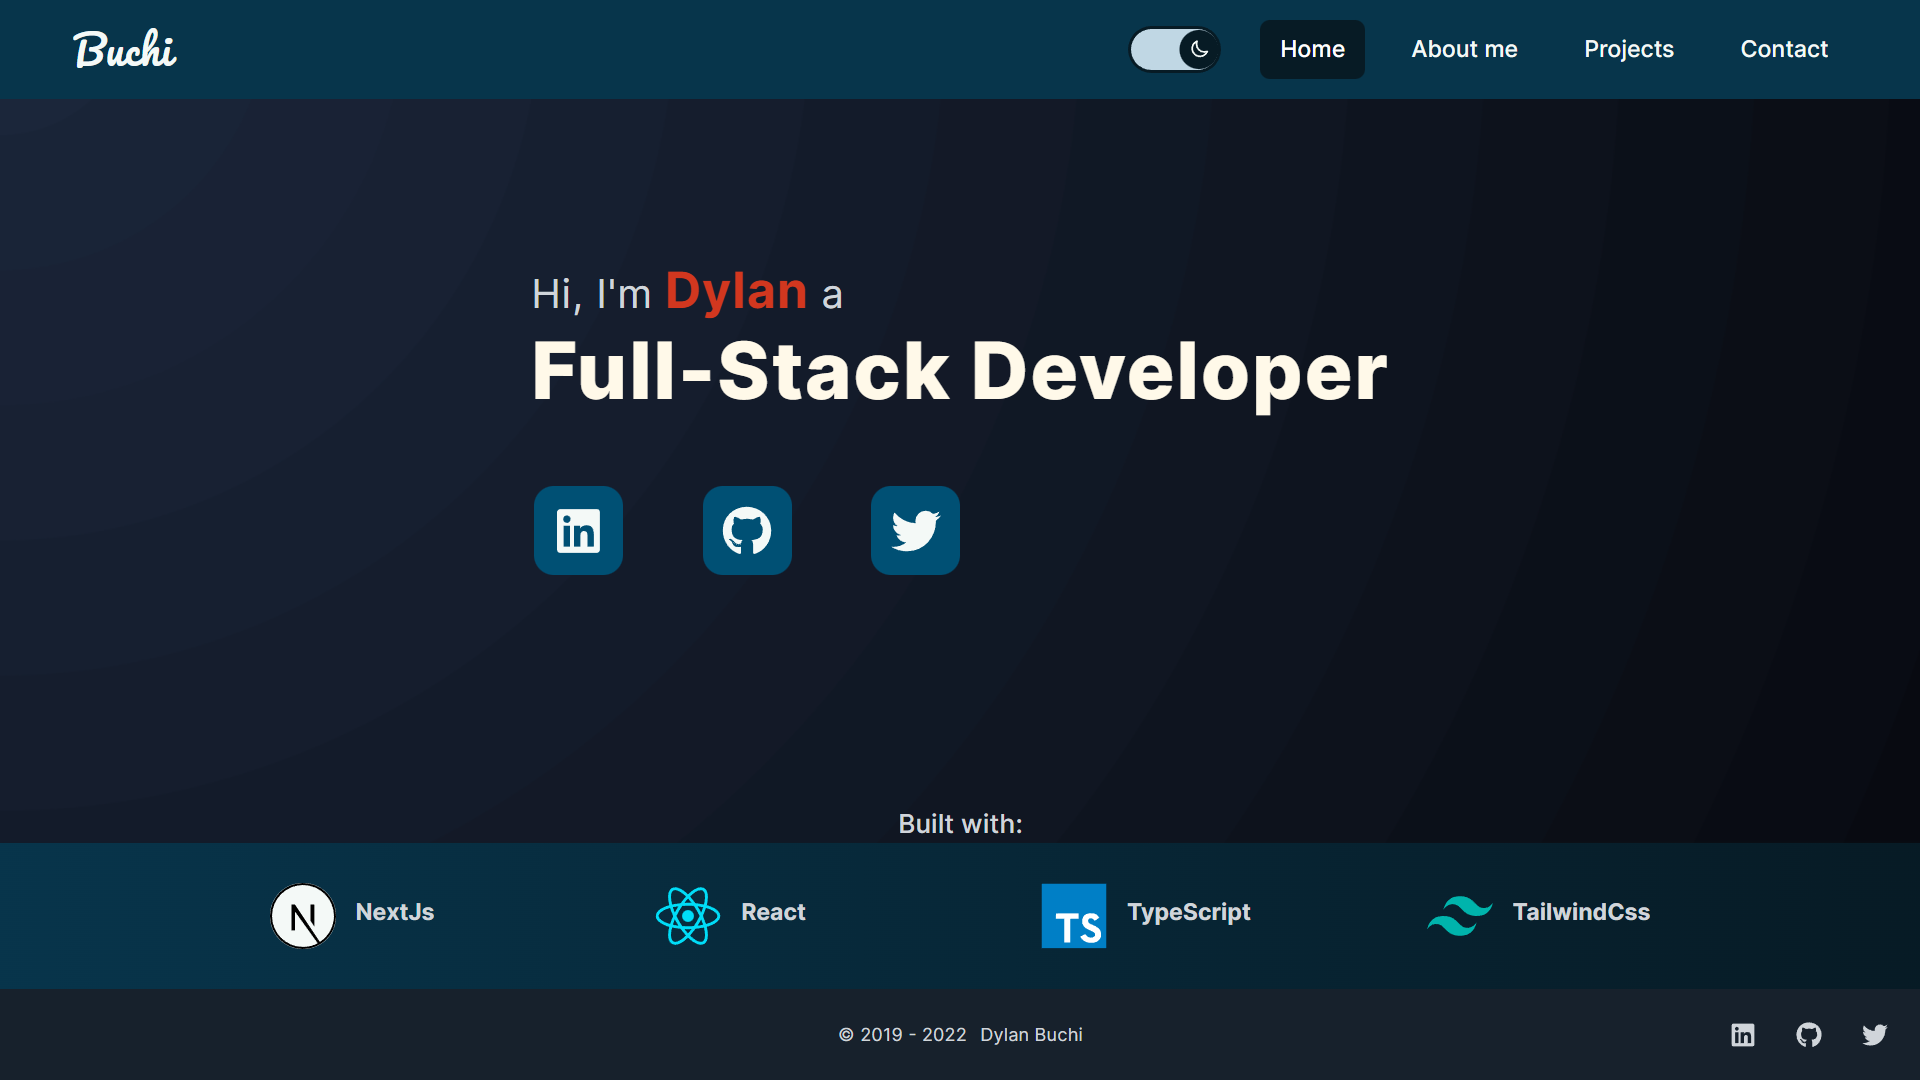 Buchi
Home
About me
Projects
Contact
Hi, I'm Dylan a
Full-Stack Developer
in
Built with:
N NextJs
React
TS TypeScript
TailwindCss
© 2019 - 2022 Dylan Buchi
in